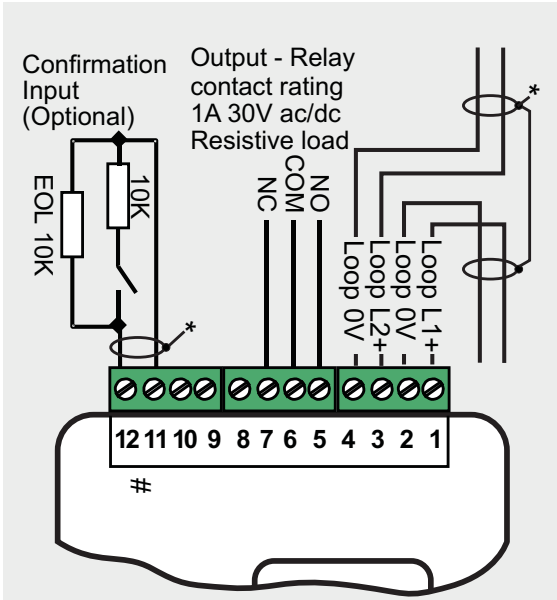 Confirmation
Input
(Optional)
Output - Relay
contact rating
1A 30V ac/dc
Resistive load
EOL 10K
10K
NC
COM
NO
Loop 0V
Loop L2+
Loop 0V
Loop L1+
*
*
12 11 10 9 8 7 6 5 4 3 2 1
#